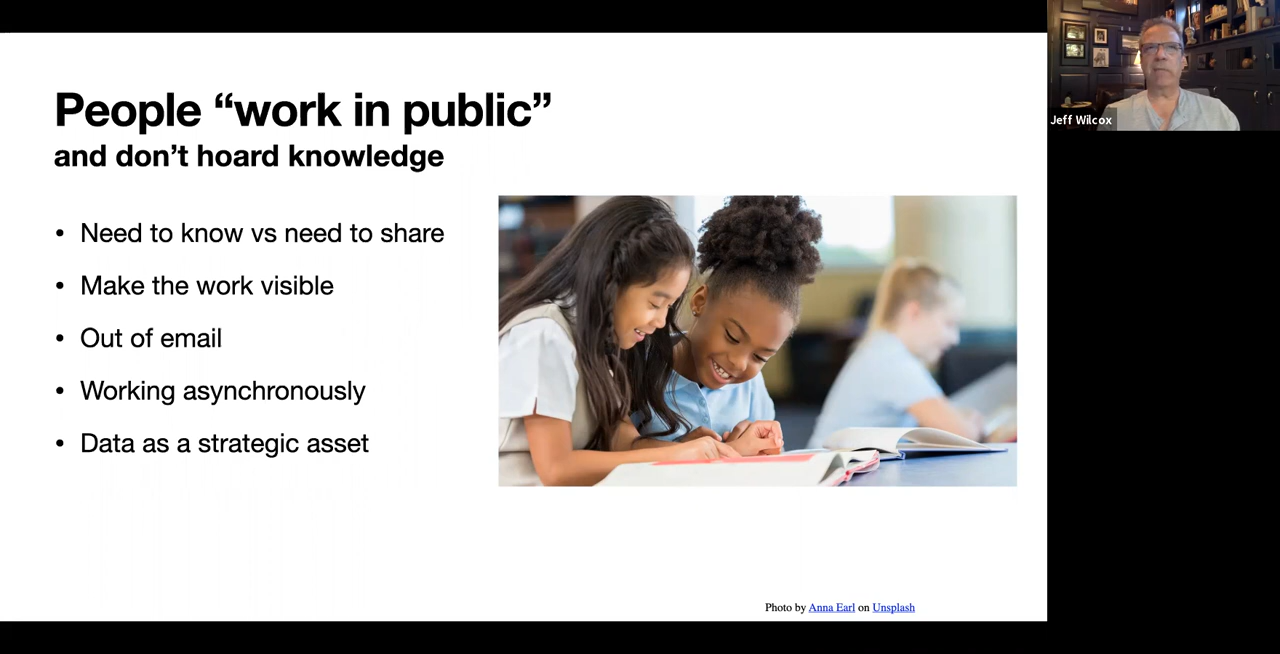 People “work in public”
and don’t hoard knowledge
• Need to know vs need to share
• Make the work visible
• Out of email
• Working asynchronously
• Data as a strategic asset
Photo by Anna Earl on Unsplash
Jeff Wilcox